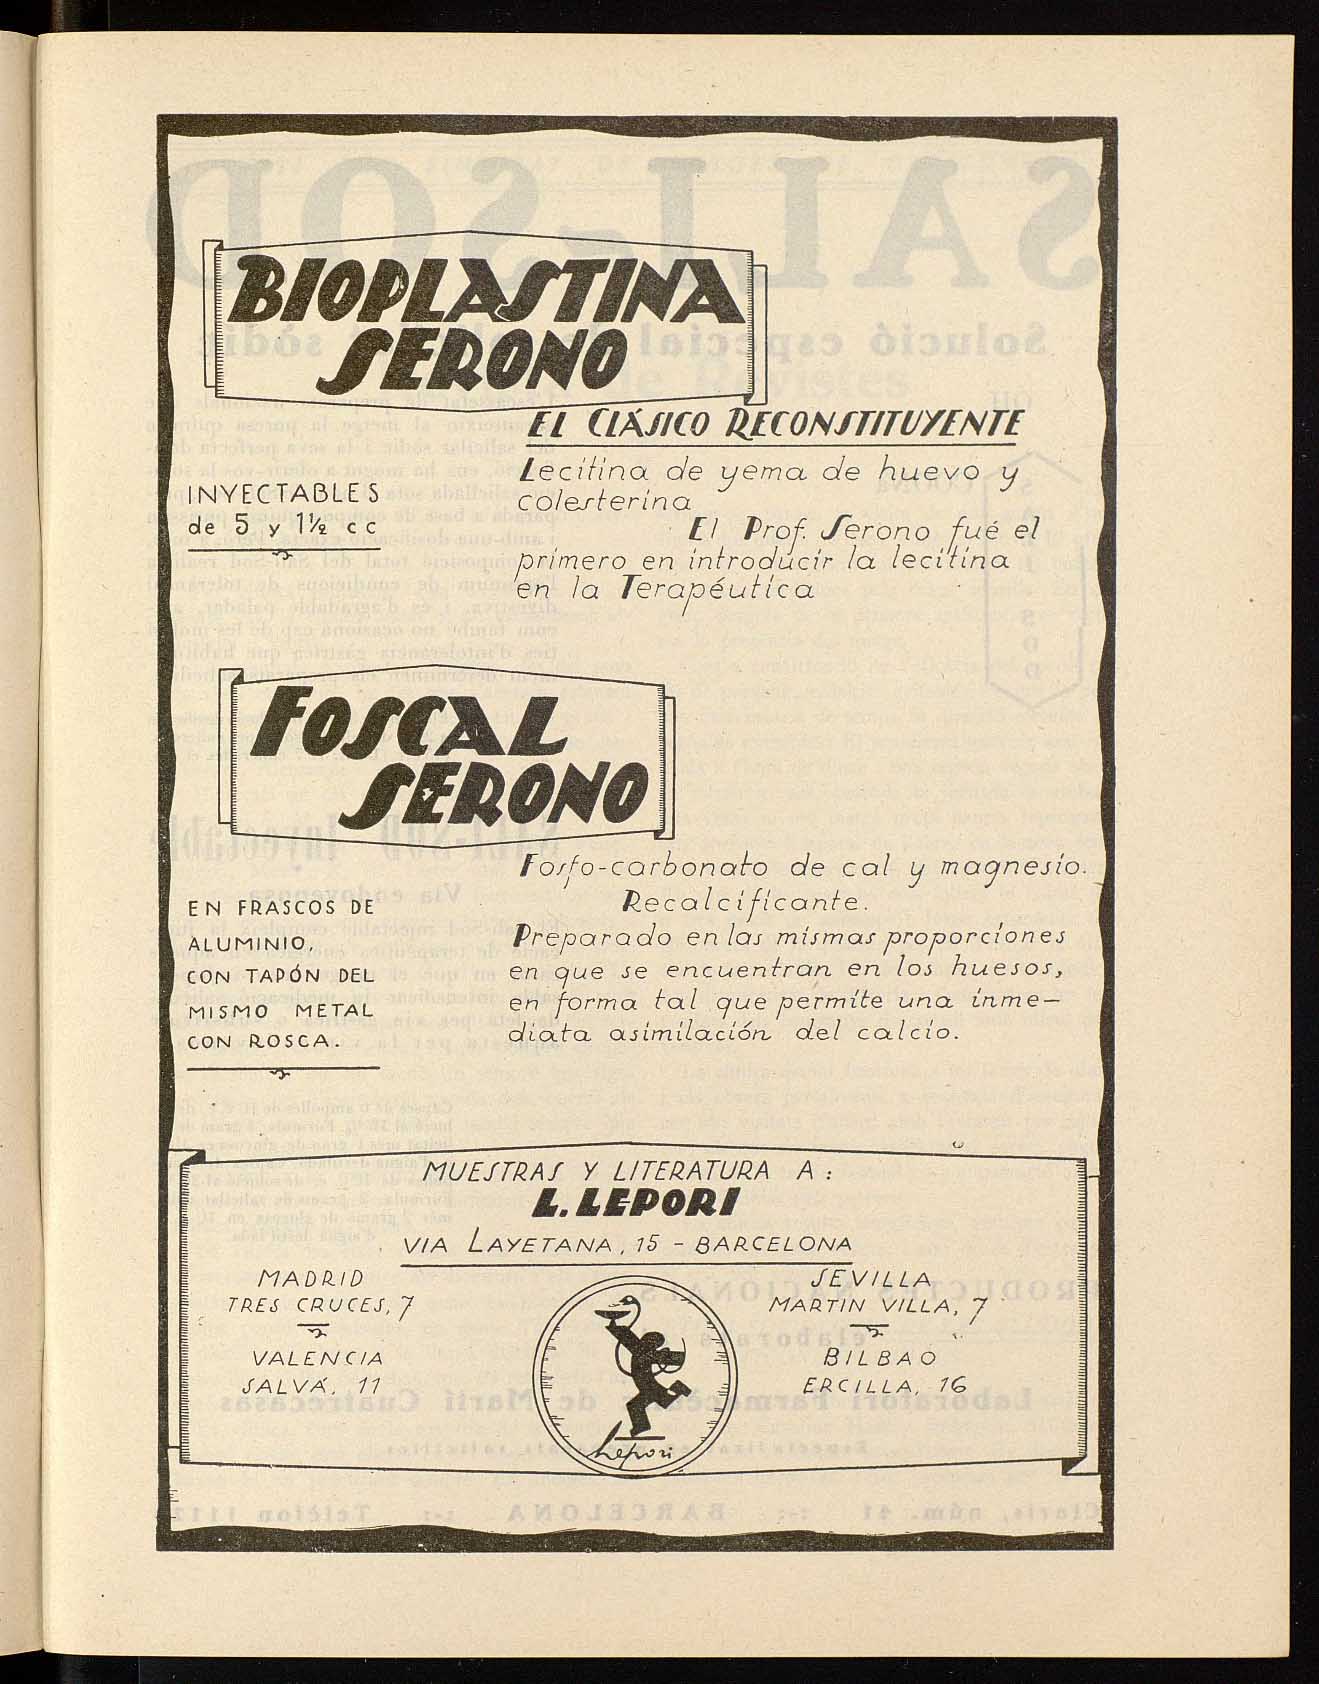 BIOPLASTINA
SERONO
EL CLÁSICO RECONSTITUYENTE
Lecitina de yema de huevo y
colesterina
El Prof. Serono fué el
primero en introducir la lecitina
en la Terapéutica
INYECTABLES
de 5 y 1½ cc
FOSCAL
SERONO
Fosfo-carbonato de cal y magnesio.
Recalcificante.
Preparado en las mismas proporciones
en que se encuentran en los huesos,
en forma tal que permite una inme-
diata asimilación del calcio.
EN FRASCOS DE
ALUMINIO,
CON TAPÓN DEL
MISMO METAL
CON ROSCA.
MUESTRAS Y LITERATURA A:
L. LEPORI
VIA LAYETANA, 15 - BARCELONA
MADRID
TRES CRUCES, 7
VALENCIA
SALVÁ, 11
SEVILLA
MARTIN VILLA, 7
BILBAO
ERCILLA, 16
Lepori